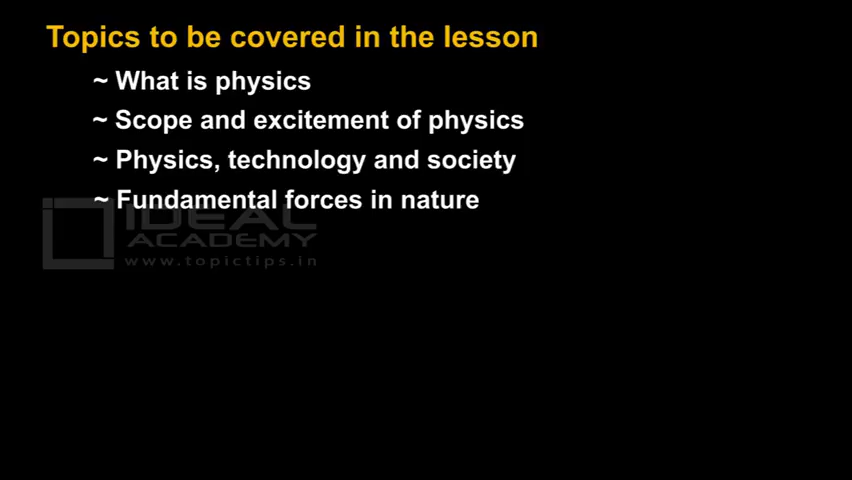 Topics to be covered in the lesson
~ What is physics
~ Scope and excitement of physics
~ Physics, technology and society
~ Fundamental forces in nature
IDEAL
ACADEMY
www.topictips.in